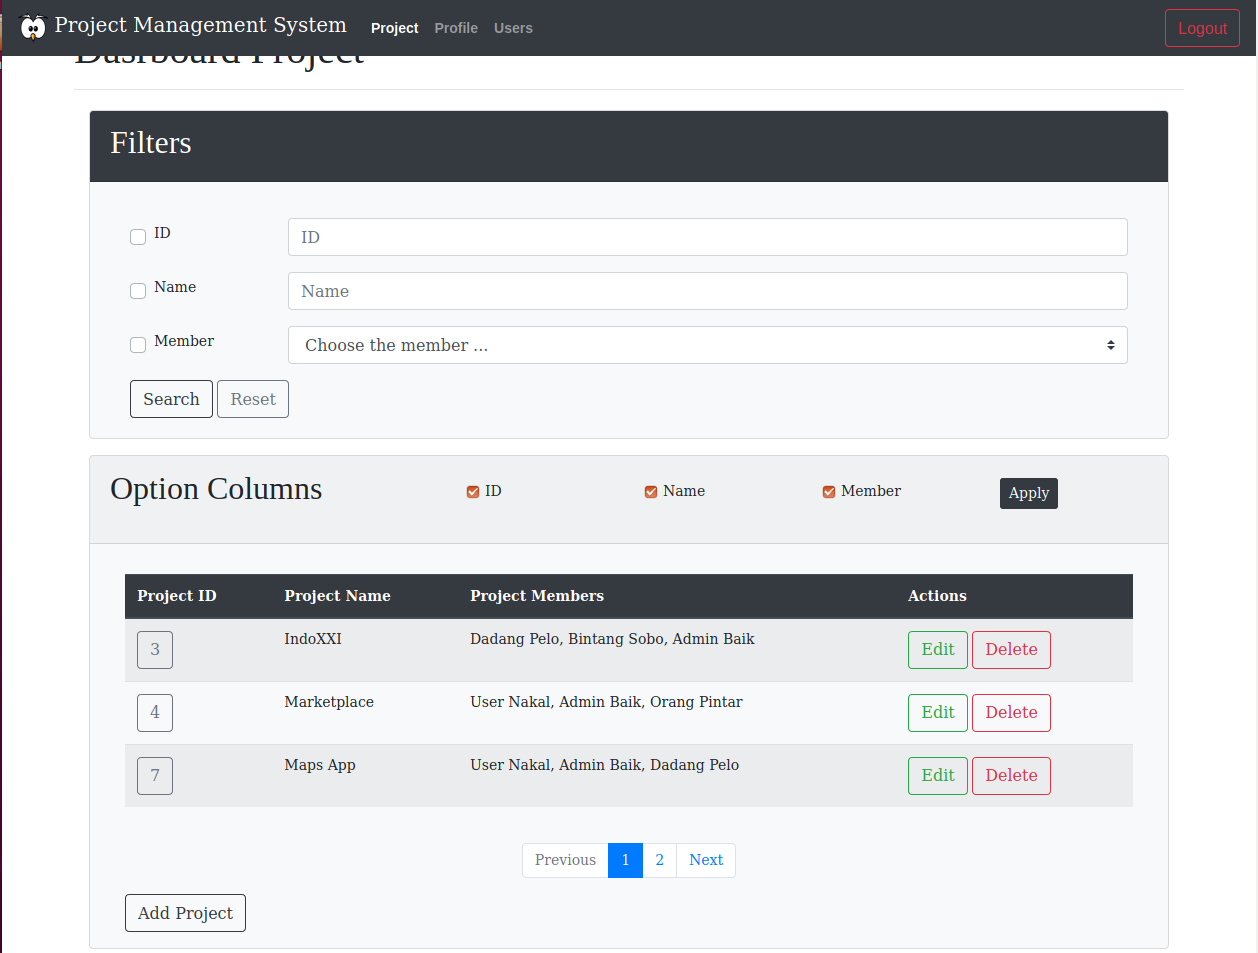 Project Management System Project Profile Users Logout
Dasrboard Project
Filters
ID ID
Name Name
Member Choose the member ...
Search Reset
Option Columns ID Name Member Apply
Project ID Project Name Project Members Actions
3 IndoXXI Dadang Pelo, Bintang Sobo, Admin Baik Edit Delete
4 Marketplace User Nakal, Admin Baik, Orang Pintar Edit Delete
7 Maps App User Nakal, Admin Baik, Dadang Pelo Edit Delete
Previous 1 2 Next
Add Project